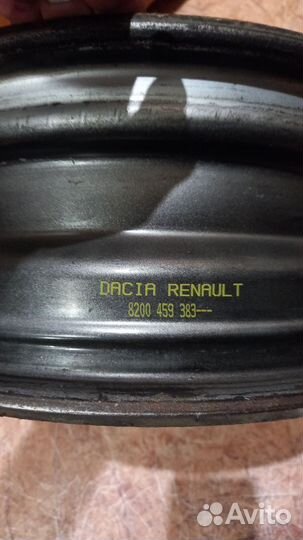 DACIA RENAULT
8200 459 383---
Avito